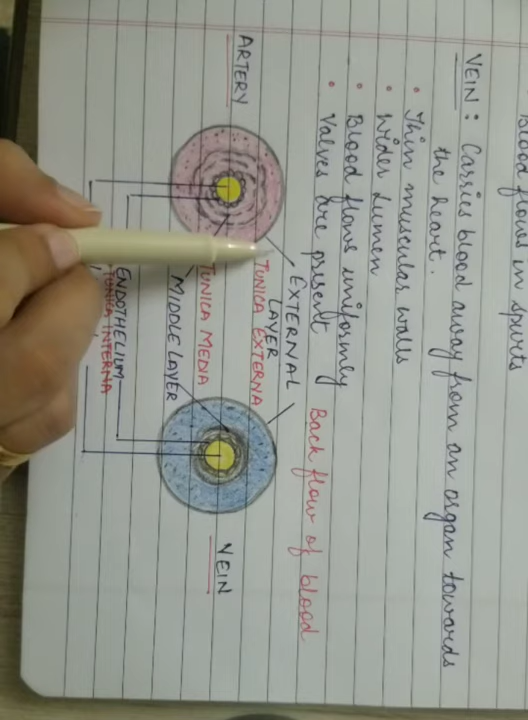 Blood flows in spurts
VEIN : Carries blood away from an organ towards
the heart.
• Thin muscular walls
• Wider lumen
• Blood flows uniformly
• Valves are present Back flow of blood
EXTERNAL
LAYER
TUNICA EXTERNA
ARTERY
VEIN
TUNICA MEDIA
MIDDLE LAYER
ENDOTHELIUM
TUNICA INTERNA